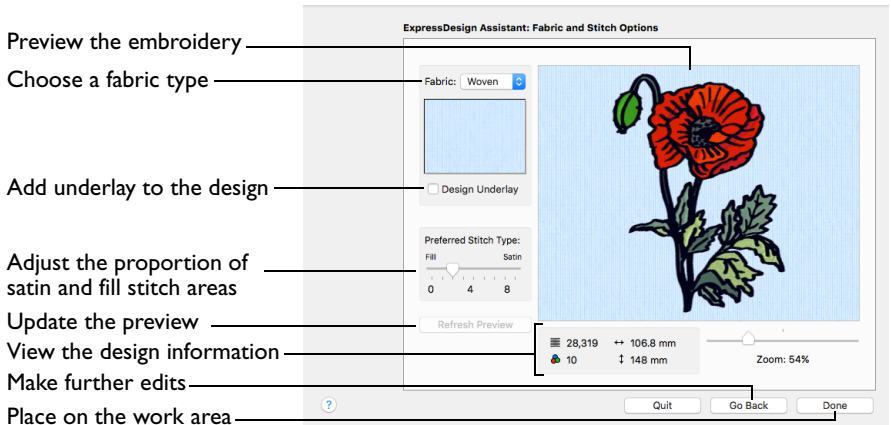 ExpressDesign Assistant: Fabric and Stitch Options
Preview the embroidery
Choose a fabric type
Fabric: Woven
Add underlay to the design
Design Underlay
Preferred Stitch Type:
Fill Satin
0 4 8
Adjust the proportion of
satin and fill stitch areas
Update the preview
Refresh Preview
View the design information
28,319 ↔ 106.8 mm
10 ↕ 148 mm
Zoom: 54%
Make further edits
Place on the work area
? Quit Go Back Done